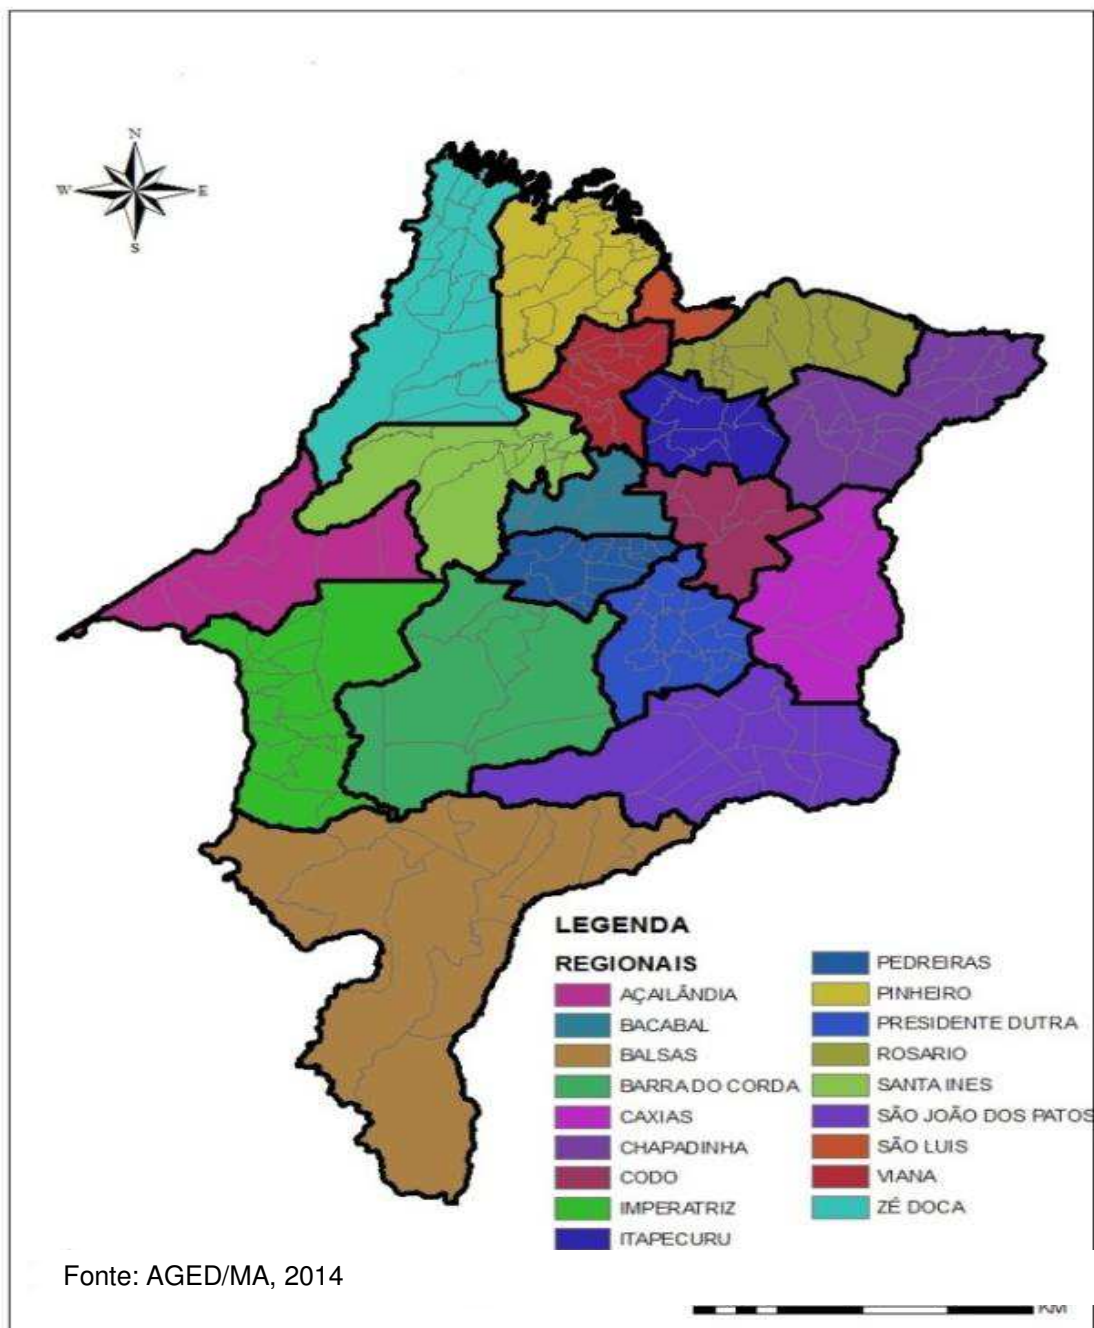 N
W E
S
LEGENDA
REGIONAIS
AÇAILÂNDIA
BACABAL
BALSAS
BARRA DO CORDA
CAXIAS
CHAPADINHA
CODO
IMPERATRIZ
ITAPECURU
PEDREIRAS
PINHEIRO
PRESIDENTE DUTRA
ROSARIO
SANTA INES
SÃO JOÃO DOS PATOS
SÃO LUIS
VIANA
ZÉ DOCA
Fonte: AGED/MA, 2014
KM